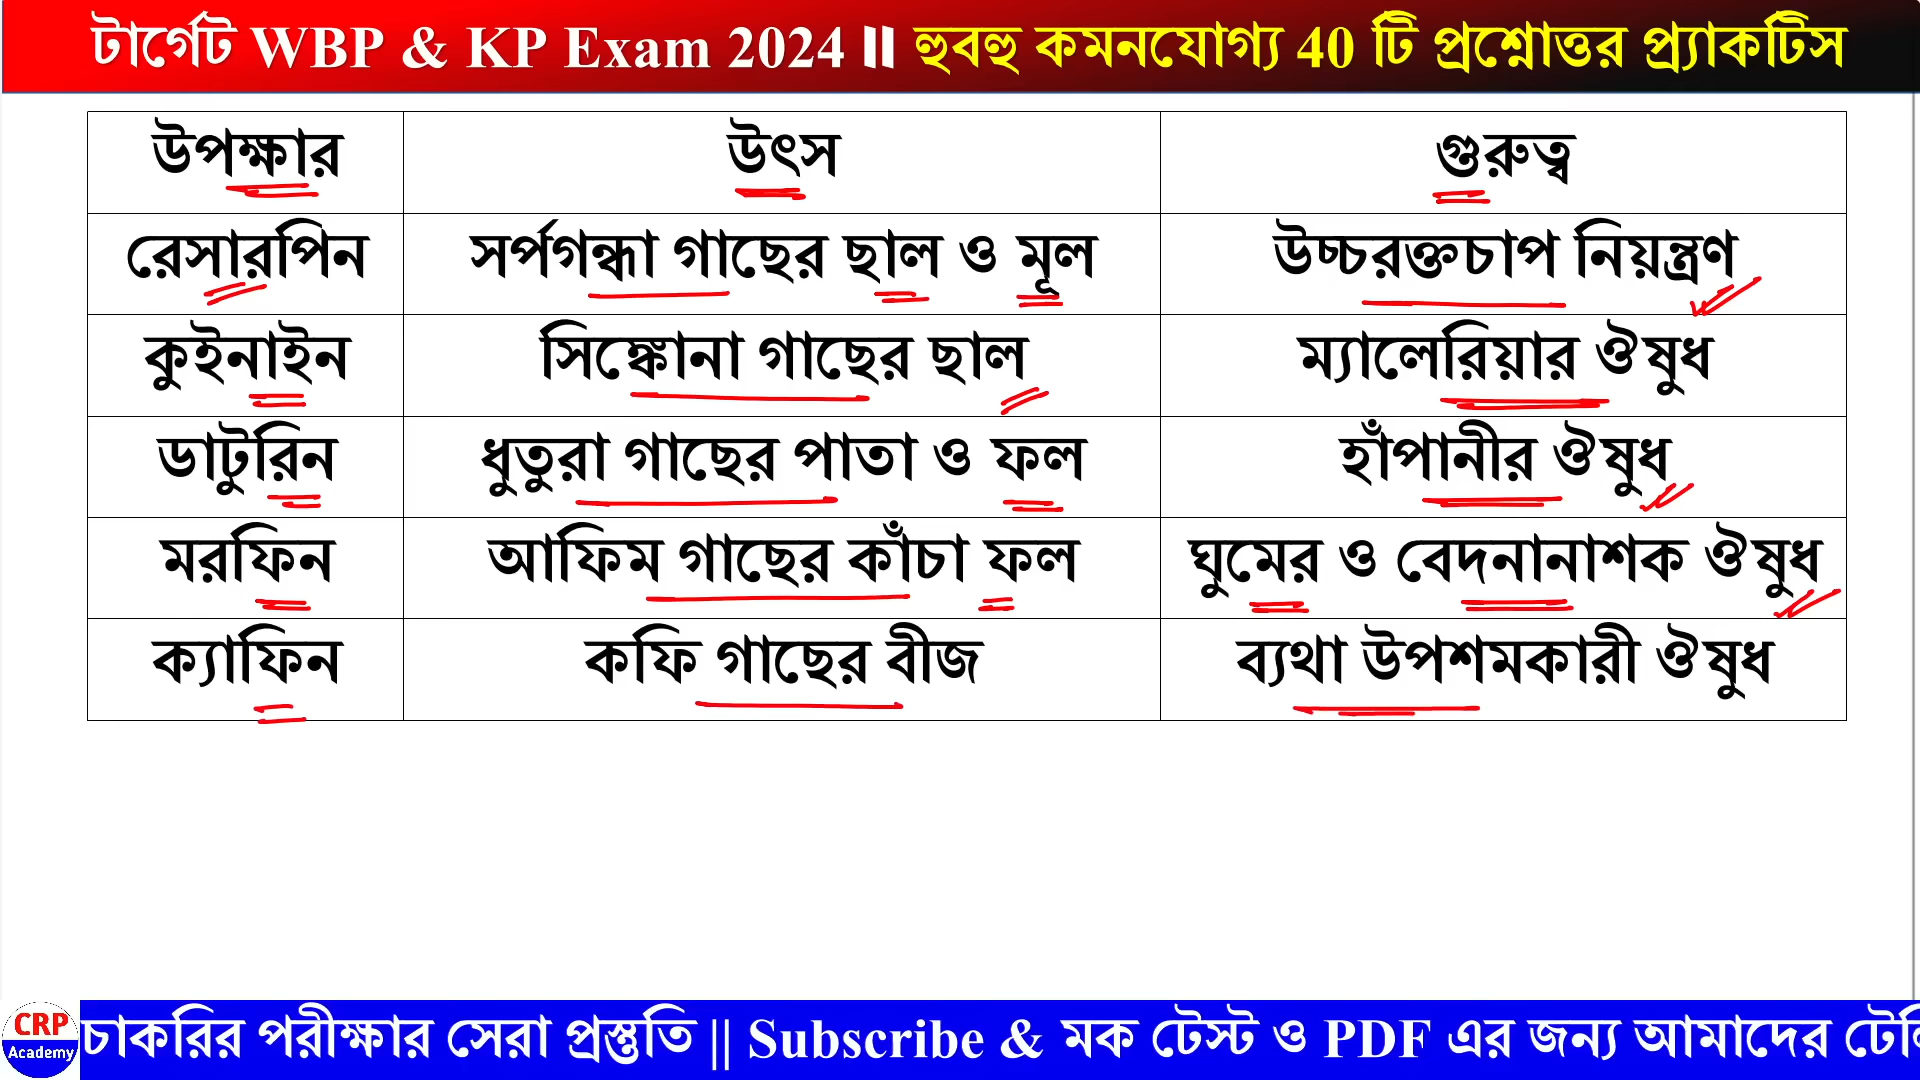 টার্গেট WBP & KP Exam 2024 ॥ হুবহু কমনযোগ্য 40 টি প্রশ্নোত্তর প্র্যাকটিস
উপক্ষার উৎস গুরুত্ব
রেসারপিন সর্পগন্ধা গাছের ছাল ও মূল উচ্চরক্তচাপ নিয়ন্ত্রণ
কুইনাইন সিঙ্কোনা গাছের ছাল ম্যালেরিয়ার ঔষুধ
ডাটুরিন ধুতুরা গাছের পাতা ও ফল হাঁপানীর ঔষুধ
মরফিন আফিম গাছের কাঁচা ফল ঘুমের ও বেদনানাশক ঔষুধ
ক্যাফিন কফি গাছের বীজ ব্যথা উপশমকারী ঔষুধ
CRP
Academy
চাকরির পরীক্ষার সেরা প্রস্তুতি || Subscribe & মক টেস্ট ও PDF এর জন্য আমাদের